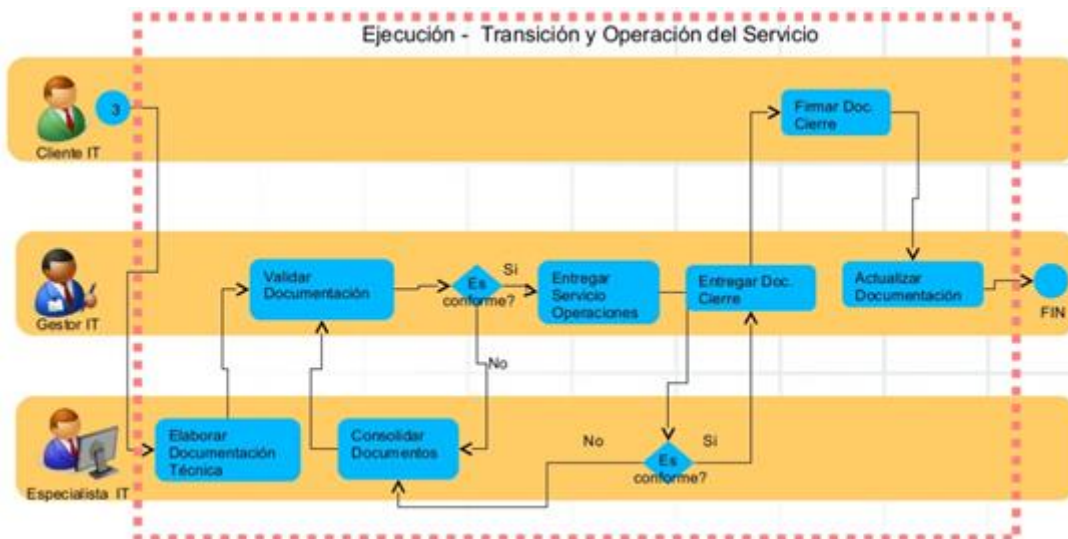 Ejecución - Transición y Operación del Servicio
3
Cliente IT
Firmar Doc.
Cierre
Gestor IT
Validar
Documentación
Es
conforme?
Si
No
Entregar
Servicio
Operaciones
Entregar Doc.
Cierre
Actualizar
Documentación
FIN
Especialista IT
Elaborar
Documentación
Técnica
Consolidar
Documentos
No
Es
conforme?
Si